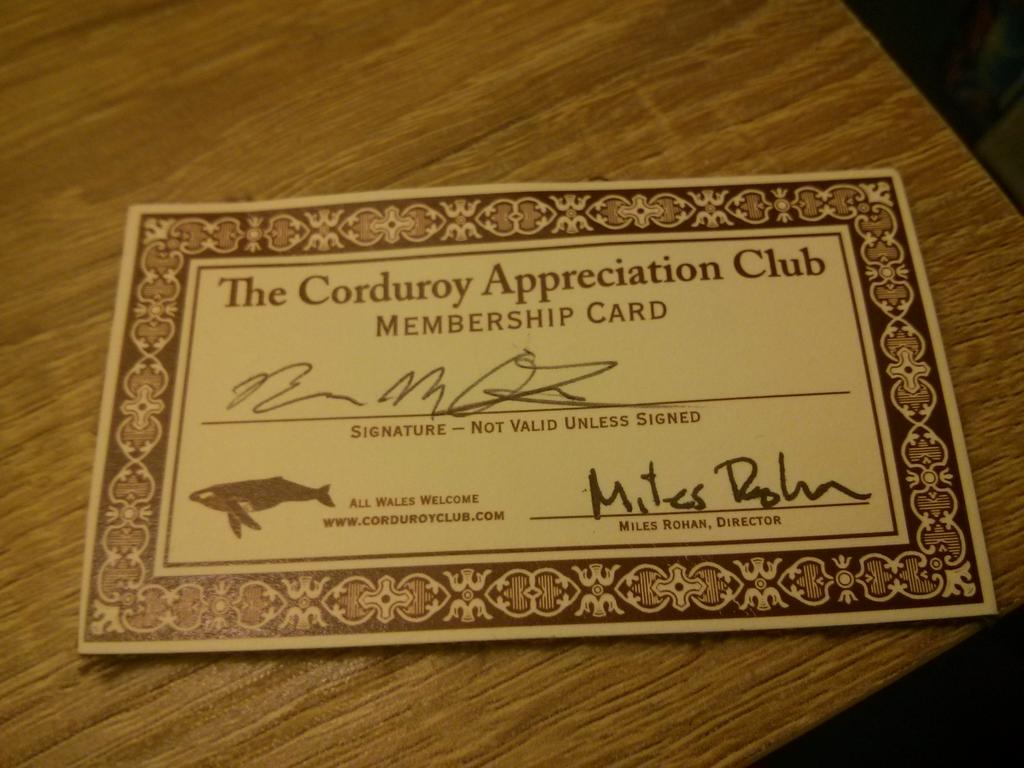 The Corduroy Appreciation Club
MEMBERSHIP CARD
SIGNATURE – NOT VALID UNLESS SIGNED
ALL WALES WELCOME
WWW.CORDUROYCLUB.COM
Miles Rohan
MILES ROHAN, DIRECTOR